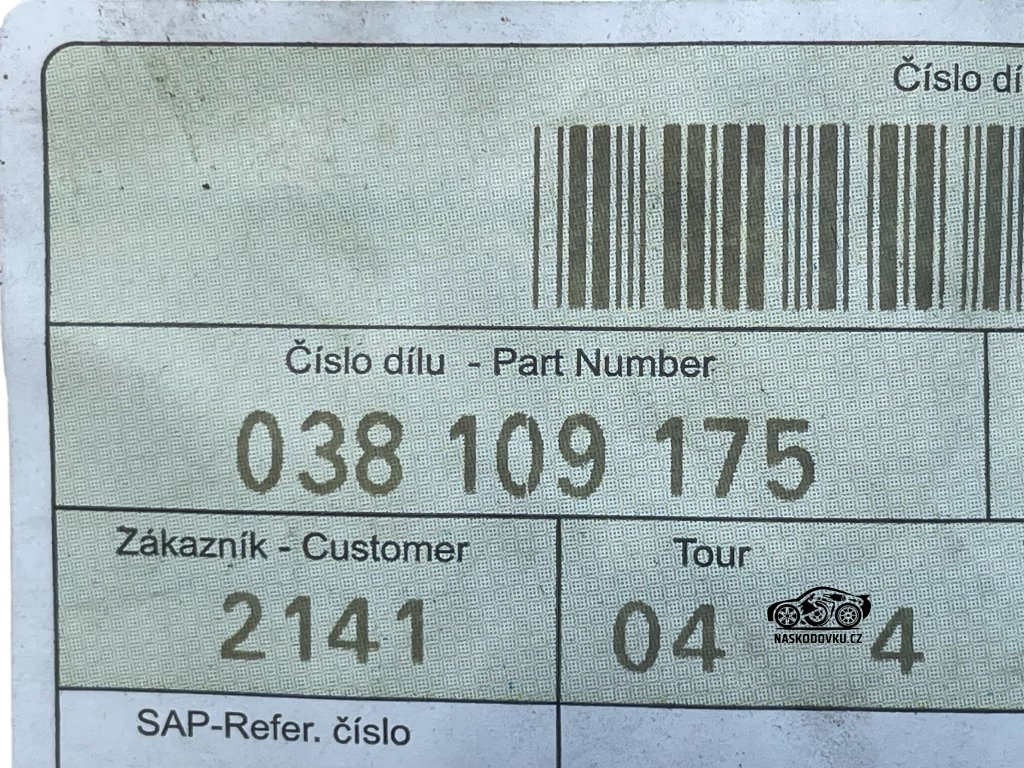 Číslo dí
Číslo dílu - Part Number
038 109 175
Zákazník - Customer
Tour
2141
04 4
NASKODOVKU.CZ
SAP-Refer. číslo